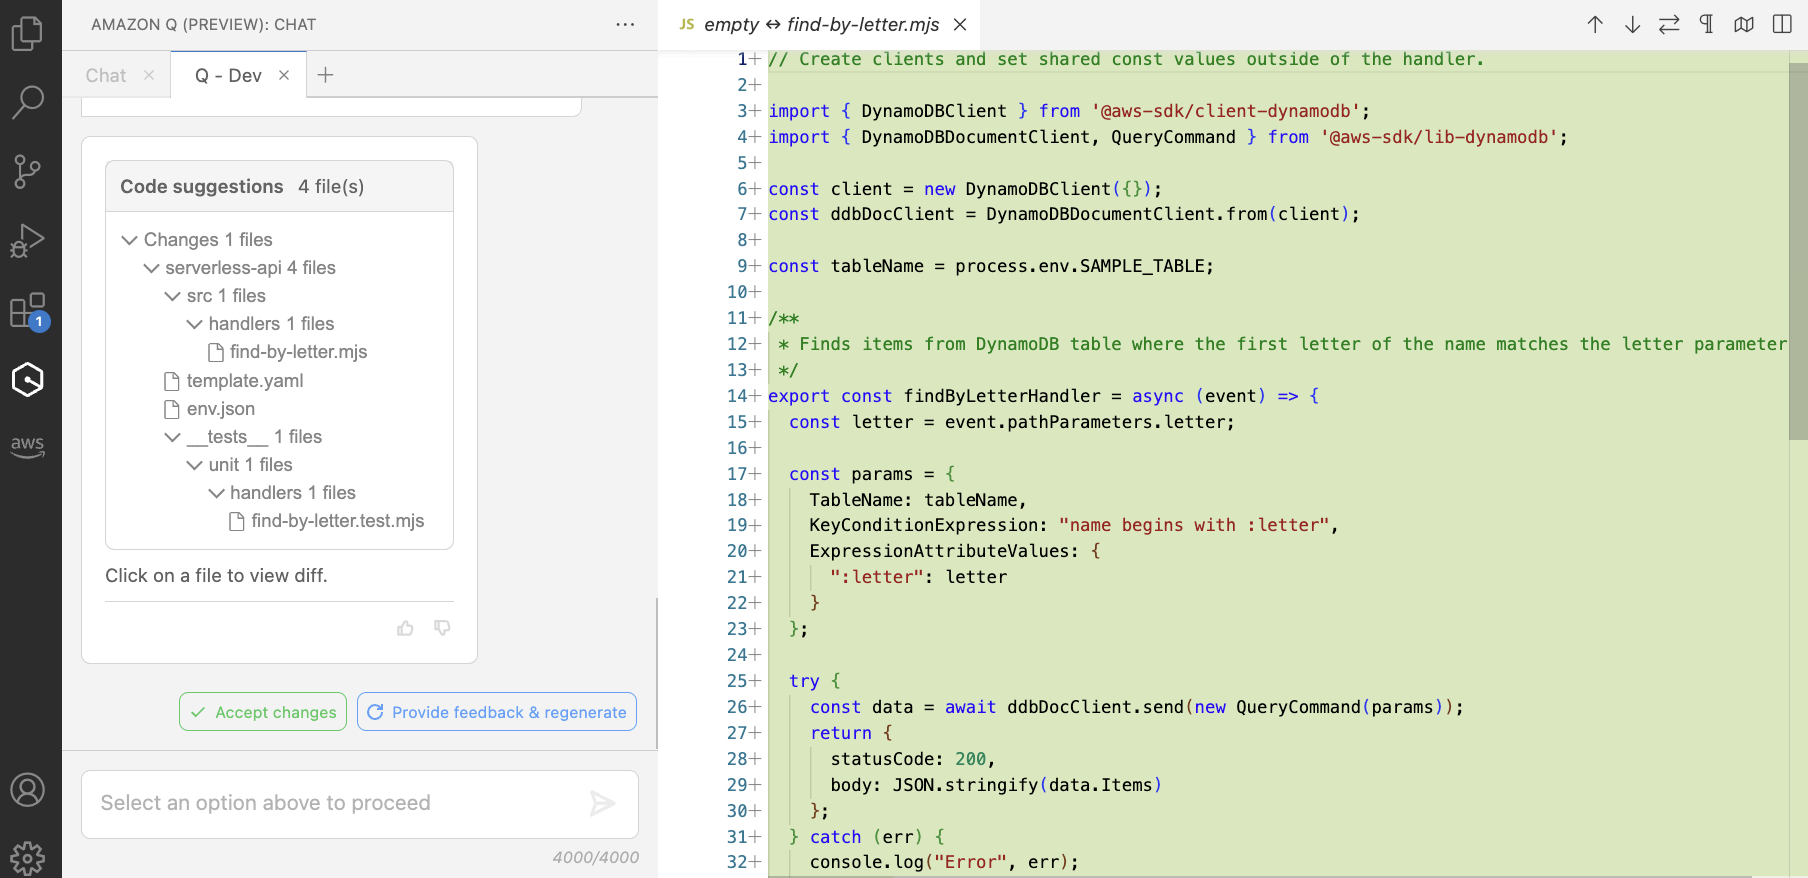 AMAZON Q (PREVIEW): CHAT
Chat
Q - Dev
Code suggestions 4 file(s)
Changes 1 files
serverless-api 4 files
src 1 files
handlers 1 files
find-by-letter.mjs
template.yaml
env.json
__tests__ 1 files
unit 1 files
handlers 1 files
find-by-letter.test.mjs
Click on a file to view diff.
Accept changes
Provide feedback & regenerate
Select an option above to proceed
4000/4000
1
aws
JS empty ↔ find-by-letter.mjs
1+ // Create clients and set shared const values outside of the handler.
2+
3+ import { DynamoDBClient } from '@aws-sdk/client-dynamodb';
4+ import { DynamoDBDocumentClient, QueryCommand } from '@aws-sdk/lib-dynamodb';
5+
6+ const client = new DynamoDBClient({});
7+ const ddbDocClient = DynamoDBDocumentClient.from(client);
8+
9+ const tableName = process.env.SAMPLE_TABLE;
10+
11+ /**
12+  * Finds items from DynamoDB table where the first letter of the name matches the letter parameter
13+  */
14+ export const findByLetterHandler = async (event) => {
15+   const letter = event.pathParameters.letter;
16+
17+   const params = {
18+     TableName: tableName,
19+     KeyConditionExpression: "name begins with :letter",
20+     ExpressionAttributeValues: {
21+       ":letter": letter
22+     }
23+   };
24+
25+   try {
26+     const data = await ddbDocClient.send(new QueryCommand(params));
27+     return {
28+       statusCode: 200,
29+       body: JSON.stringify(data.Items)
30+     };
31+   } catch (err) {
32+     console.log("Error", err);